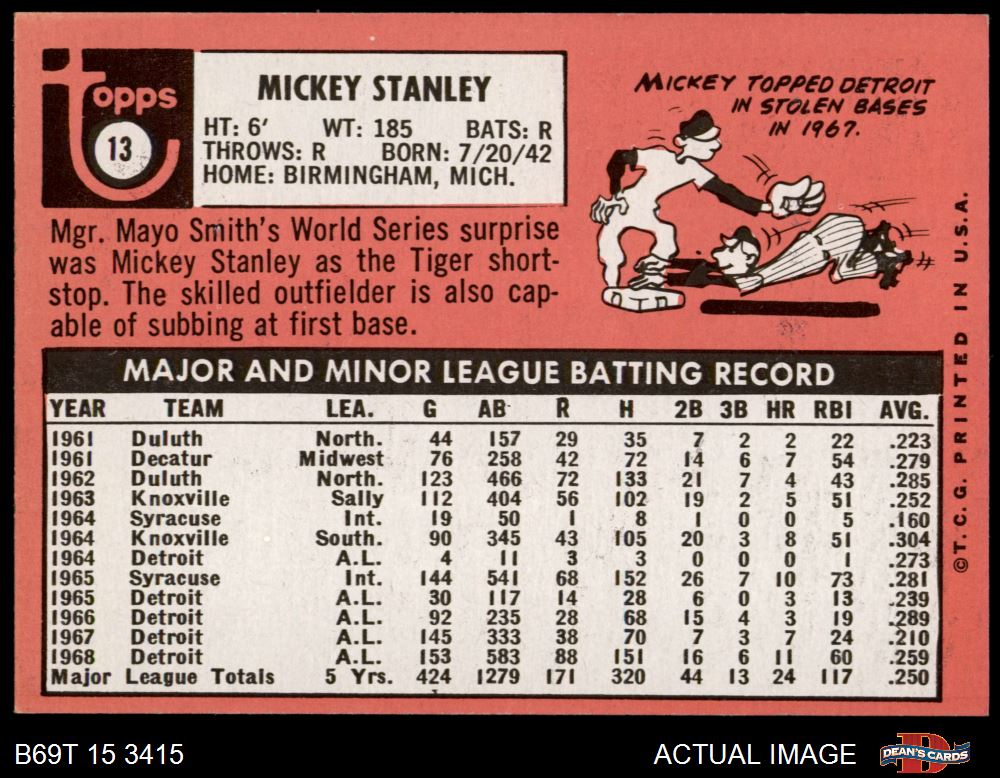 Topps
13
MICKEY STANLEY
HT: 6' WT: 185 BATS: R
THROWS: R BORN: 7/20/42
HOME: BIRMINGHAM, MICH.
MICKEY TOPPED DETROIT
IN STOLEN BASES
IN 1967.
Mgr. Mayo Smith's World Series surprise
was Mickey Stanley as the Tiger short-
stop. The skilled outfielder is also cap-
able of subbing at first base.
MAJOR AND MINOR LEAGUE BATTING RECORD
YEAR TEAM LEA. G AB R H 2B 3B HR RBI AVG.
1961 Duluth North. 44 157 29 35 7 2 2 22 .223
1961 Decatur Midwest 76 258 42 72 14 6 7 54 .279
1962 Duluth North. 123 466 72 133 21 7 4 43 .285
1963 Knoxville Sally 112 404 56 102 19 2 5 51 .252
1964 Syracuse Int. 19 50 1 8 1 0 0 5 .160
1964 Knoxville South. 90 345 43 105 20 3 8 51 .304
1964 Detroit A.L. 4 11 3 3 0 0 0 1 .273
1965 Syracuse Int. 144 541 68 152 26 7 10 73 .281
1965 Detroit A.L. 30 117 14 28 6 0 3 13 .239
1966 Detroit A.L. 92 235 28 68 15 4 3 19 .289
1967 Detroit A.L. 145 333 38 70 7 3 7 24 .210
1968 Detroit A.L. 153 583 88 151 16 6 11 60 .259
Major League Totals 5 Yrs. 424 1279 171 320 44 13 24 117 .250
©T.C.G. PRINTED IN U.S.A.
B69T 15 3415
ACTUAL IMAGE
DEAN'S CARDS